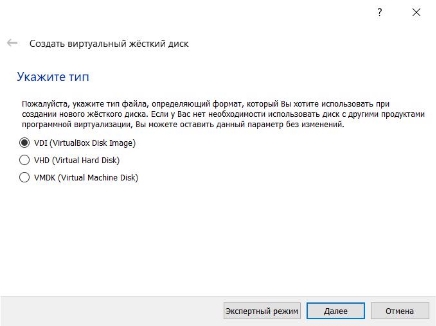 ?
Создать виртуальный жёсткий диск
Укажите тип
Пожалуйста, укажите тип файла, определяющий формат, который Вы хотите использовать при
создании нового жёсткого диска. Если у Вас нет необходимости использовать диск с другими продуктами
программной виртуализации, Вы можете оставить данный параметр без изменений.
VDI (VirtualBox Disk Image)
VHD (Virtual Hard Disk)
VMDK (Virtual Machine Disk)
Экспертный режим Далее Отмена